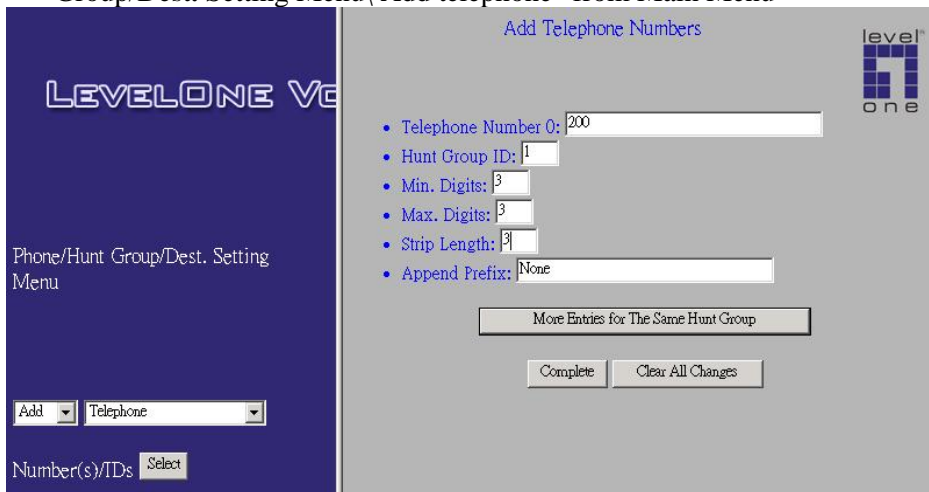 Group/Dest. Setting Menu\"Add telephone" from Main Menu
LEVELONE VO
Phone/Hunt Group/Dest. Setting
Menu
Add
Telephone
Number(s)/IDs
Select
Add Telephone Numbers
level
one
• Telephone Number 0: 200
• Hunt Group ID: 1
• Min. Digits: 3
• Max. Digits: 3
• Strip Length: 3
• Append Prefix: None
More Entries for The Same Hunt Group
Complete
Clear All Changes